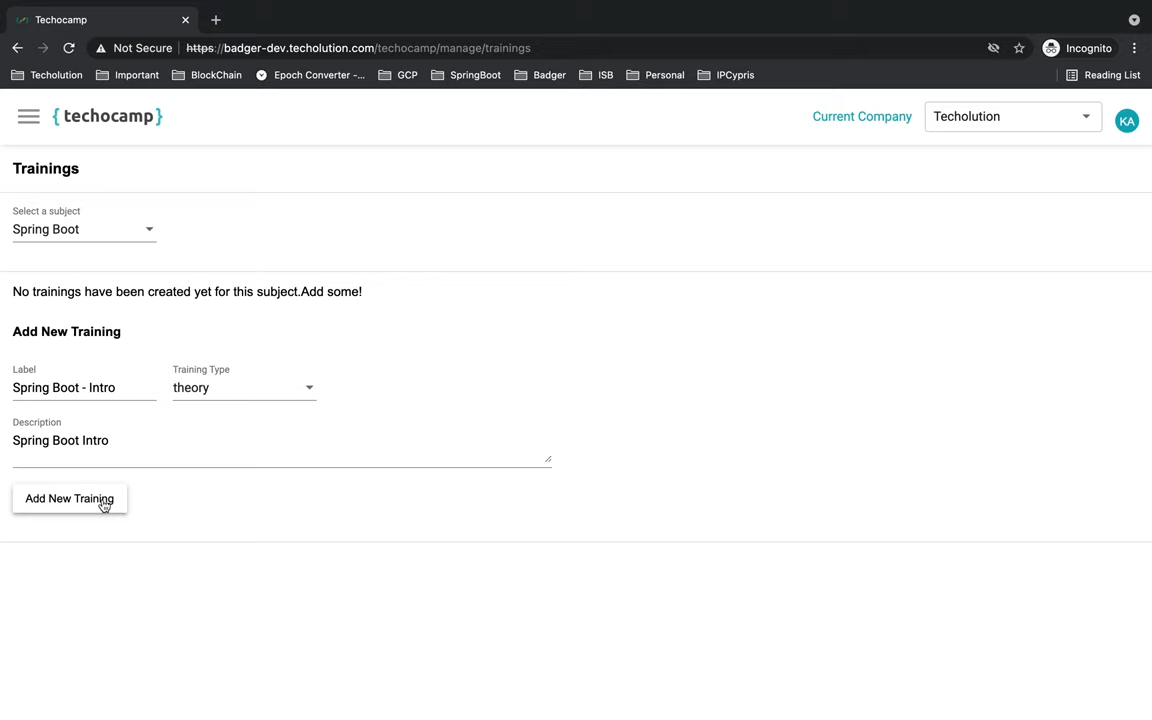 Techocamp
Not Secure https://badger-dev.techolution.com/techocamp/manage/trainings Incognito
Techolution Important BlockChain Epoch Converter -... GCP SpringBoot Badger ISB Personal IPCypris Reading List
{techocamp} Current Company Techolution KA
Trainings
Select a subject
Spring Boot
No trainings have been created yet for this subject.Add some!
Add New Training
Label Training Type
Spring Boot - Intro theory
Description
Spring Boot Intro
Add New Training